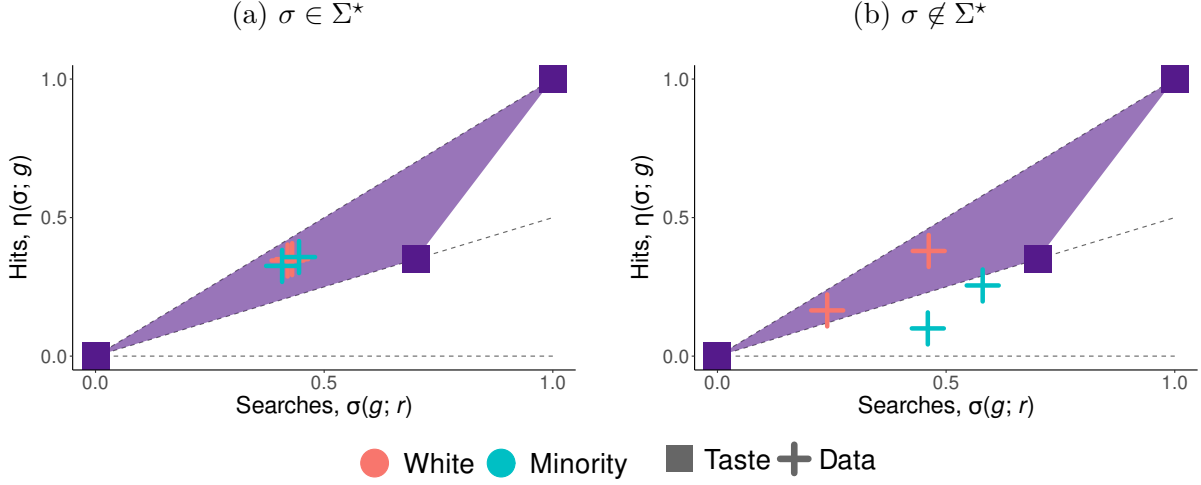 (a) σ ∈ Σ⋆
(b) σ ∉ Σ⋆
Hits, η(σ; g)
1.0
0.5
0.0
0.0 0.5 1.0
Searches, σ(g; r)
Hits, η(σ; g)
1.0
0.5
0.0
0.0 0.5 1.0
Searches, σ(g; r)
White Minority Taste Data